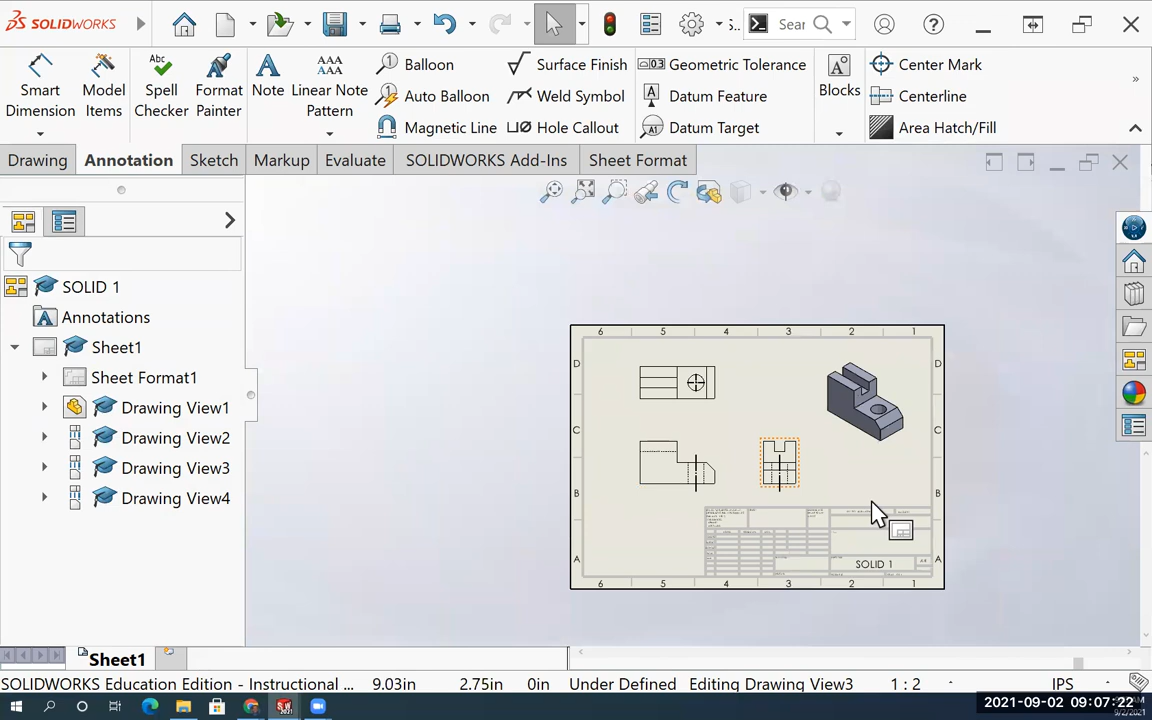 SOLIDWORKS
Sear
Smart Dimension
Model Items
Spell Checker
Format Painter
Note
Linear Note Pattern
Balloon
Auto Balloon
Magnetic Line
Surface Finish
Weld Symbol
Hole Callout
Geometric Tolerance
Datum Feature
Datum Target
Blocks
Center Mark
Centerline
Area Hatch/Fill
Drawing
Annotation
Sketch
Markup
Evaluate
SOLIDWORKS Add-Ins
Sheet Format
SOLID 1
Annotations
Sheet1
Sheet Format1
Drawing View1
Drawing View2
Drawing View3
Drawing View4
6 5 4 3 2 1
D D
C C
B B
A A
SOLID 1
6 5 4 3 2 1
Sheet1
SOLIDWORKS Education Edition - Instructional ... 9.03in 2.75in 0in Under Defined Editing Drawing View3 1 : 2 IPS
2021-09-02 09:07:22
9/2/2021